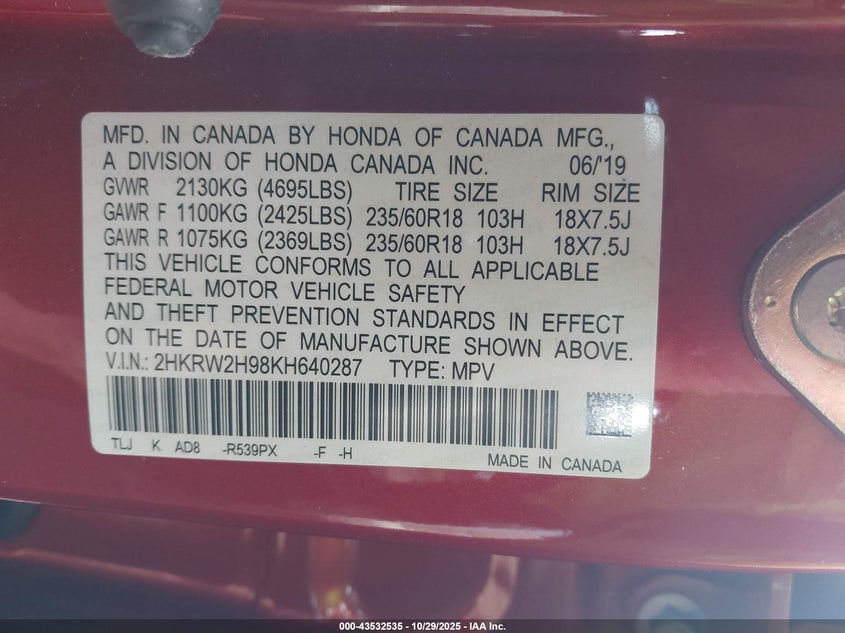 MFD. IN CANADA BY HONDA OF CANADA MFG.,
A DIVISION OF HONDA CANADA INC. 06/'19
GVWR 2130KG (4695LBS) TIRE SIZE RIM SIZE
GAWR F 1100KG (2425LBS) 235/60R18 103H 18X7.5J
GAWR R 1075KG (2369LBS) 235/60R18 103H 18X7.5J
THIS VEHICLE CONFORMS TO ALL APPLICABLE
FEDERAL MOTOR VEHICLE SAFETY
AND THEFT PREVENTION STANDARDS IN EFFECT
ON THE DATE OF MANUFACTURE SHOWN ABOVE.
V.I.N.: 2HKRW2H98KH640287 TYPE: MPV
TLJ K AD8 -R539PX -F -H
MADE IN CANADA
000-43532535 - 10/29/2025 - IAA Inc.